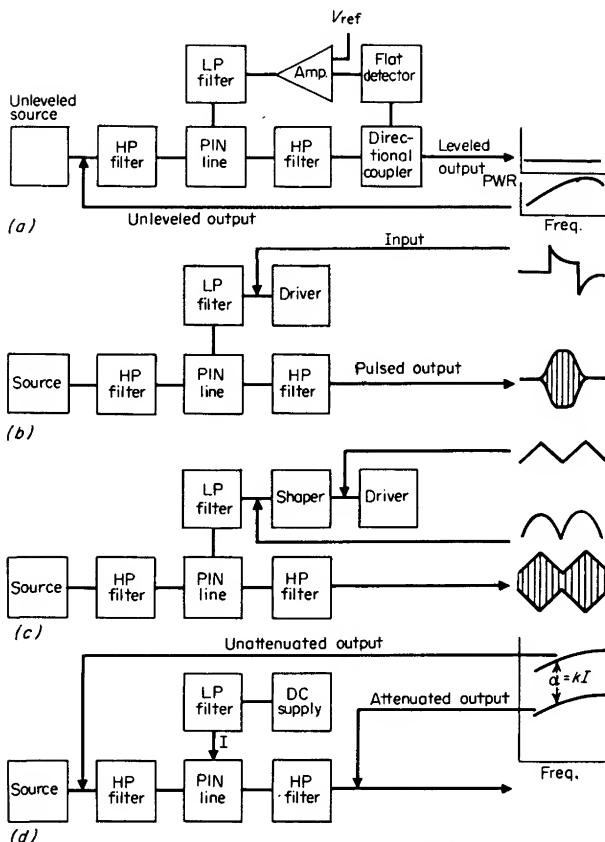 Vref
LP
filter
Amp.
Flat
detector
Unleveled
source
HP
filter
PIN
line
HP
filter
Direc-
tional
coupler
Leveled
output
PWR
Unleveled output
Freq.
(a)
Input
LP
filter
Driver
Source
HP
filter
PIN
line
HP
filter
Pulsed output
(b)
LP
filter
Shaper
Driver
Source
HP
filter
PIN
line
HP
filter
(c)
Unattenuated output
α = kI
LP
filter
DC
supply
Attenuated output
I
Source
HP
filter
PIN
line
HP
filter
Freq.
(d)